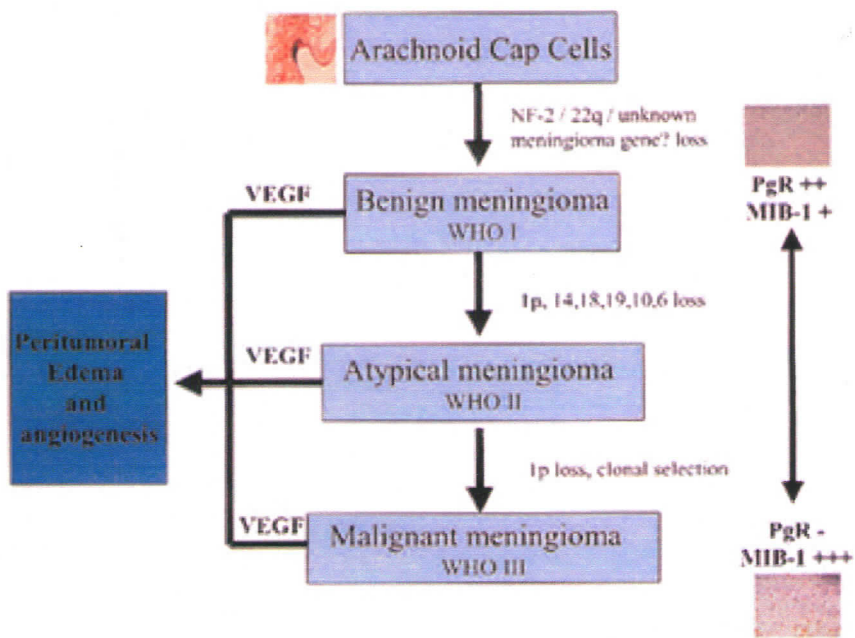 Arachnoid Cap Cells
NF-2 / 22q / unknown
meningioma gene? loss
PgR ++
MIB-1 +
VEGF
Benign meningioma
WHO I
1p, 14,18,19,10,6 loss
Peritumoral
Edema
and
angiogenesis
VEGF
Atypical meningioma
WHO II
1p loss, clonal selection
VEGF
Malignant meningioma
WHO III
PgR -
MIB-1 +++